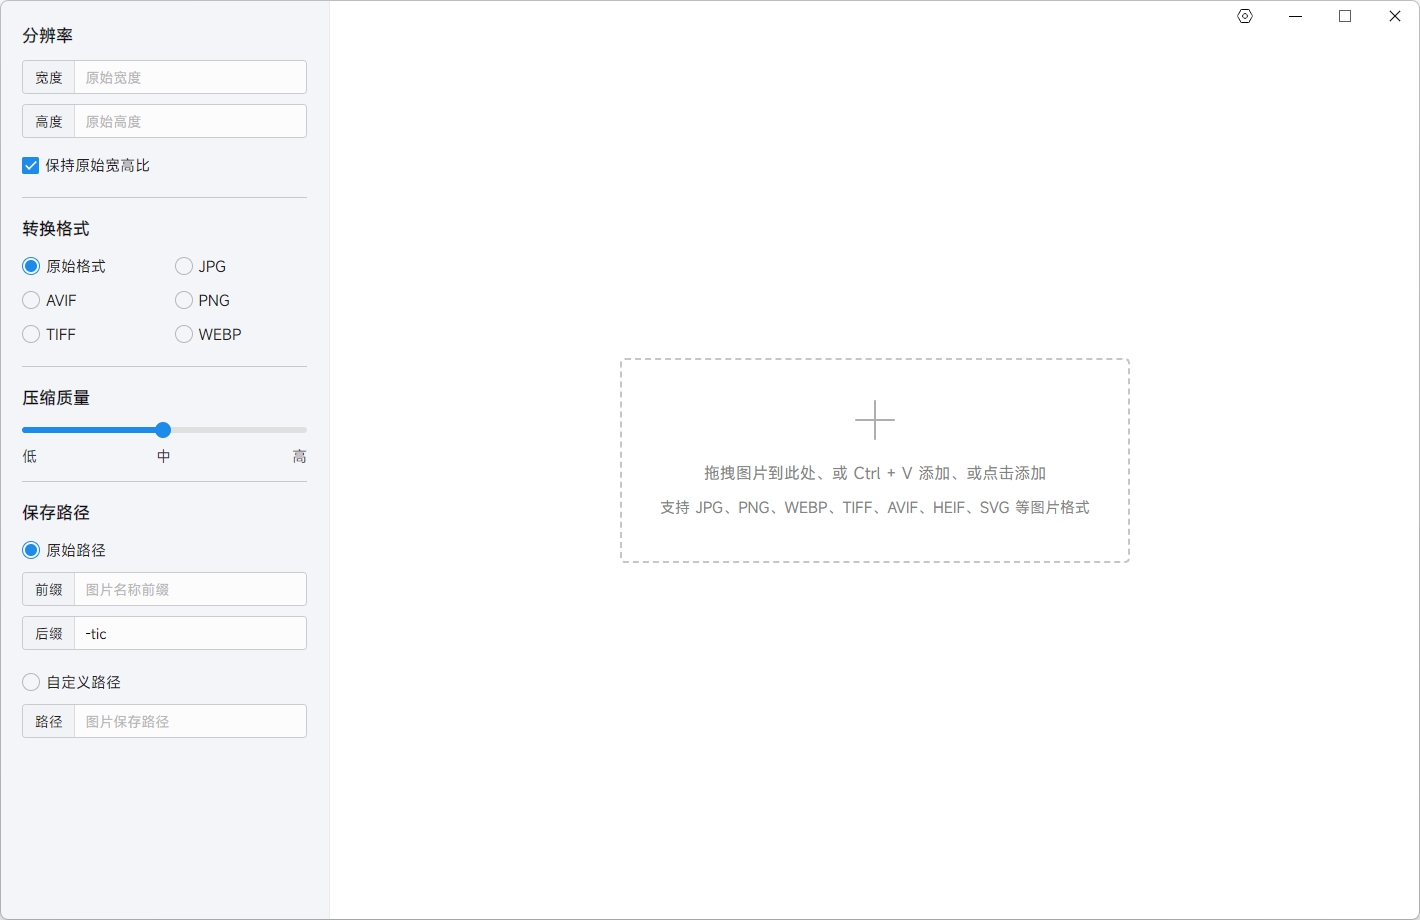 分辨率
宽度 原始宽度
高度 原始高度
保持原始宽高比
转换格式
原始格式 JPG
AVIF PNG
TIFF WEBP
压缩质量
低 中 高
保存路径
原始路径
前缀 图片名称前缀
后缀 -tic
自定义路径
路径 图片保存路径
拖拽图片到此处、或 Ctrl + V 添加、或点击添加
支持 JPG、PNG、WEBP、TIFF、AVIF、HEIF、SVG 等图片格式